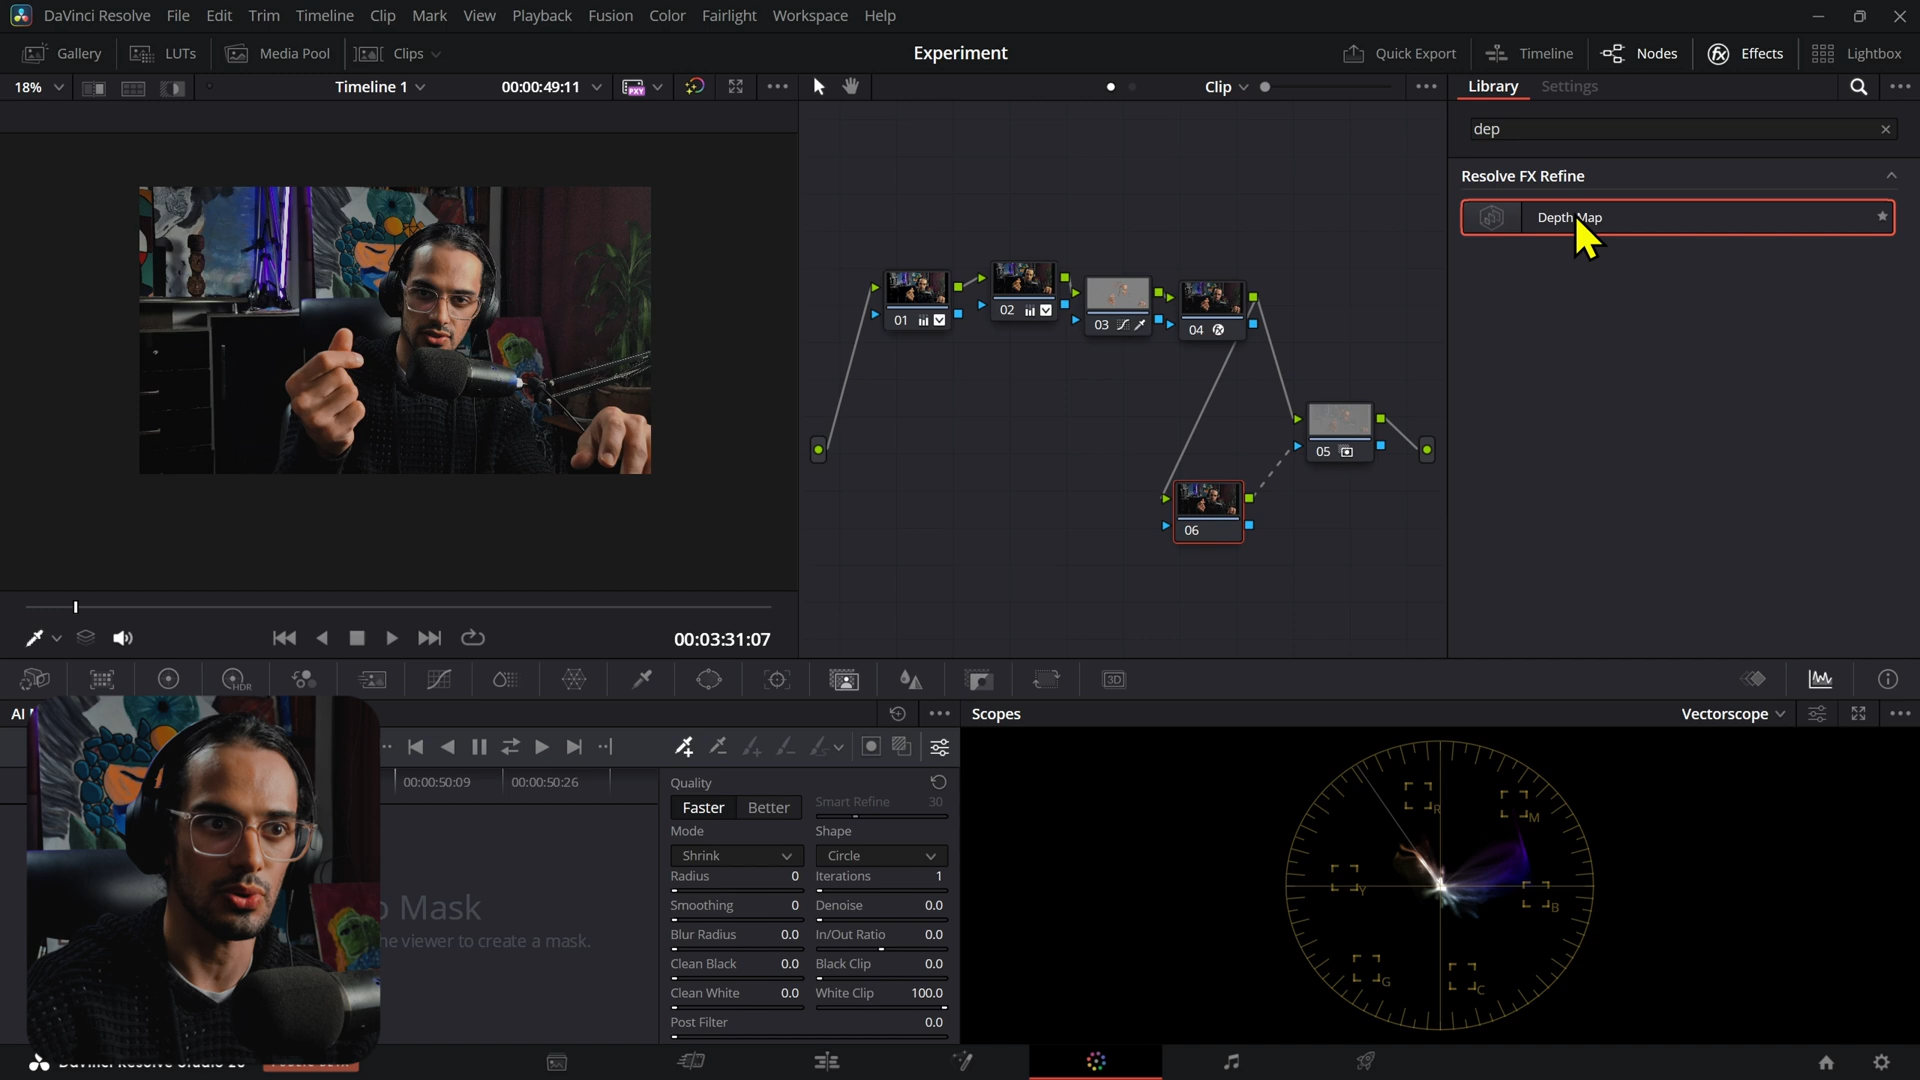 DaVinci Resolve File Edit Trim Timeline Clip Mark View Playback Fusion Color Fairlight Workspace Help
Gallery LUTs Media Pool Clips Experiment Quick Export Timeline Nodes Effects Lightbox
18% Timeline 1 00:00:49:11 PXY Clip Library Settings
dep
Resolve FX Refine
Depth Map
01
02
03
04
05
06
00:03:31:07
HDR
3D
AI
Scopes
Vectorscope
00:00:50:09
00:00:50:26
Quality
Faster Better Smart Refine 30
Mode Shape
Shrink Circle
Radius 0 Iterations 1
Smoothing 0 Denoise 0.0
Blur Radius 0.0 In/Out Ratio 0.0
Clean Black 0.0 Black Clip 0.0
Clean White 0.0 White Clip 100.0
Post Filter 0.0
Mask
he viewer to create a mask.
R
M
Y
B
G
C